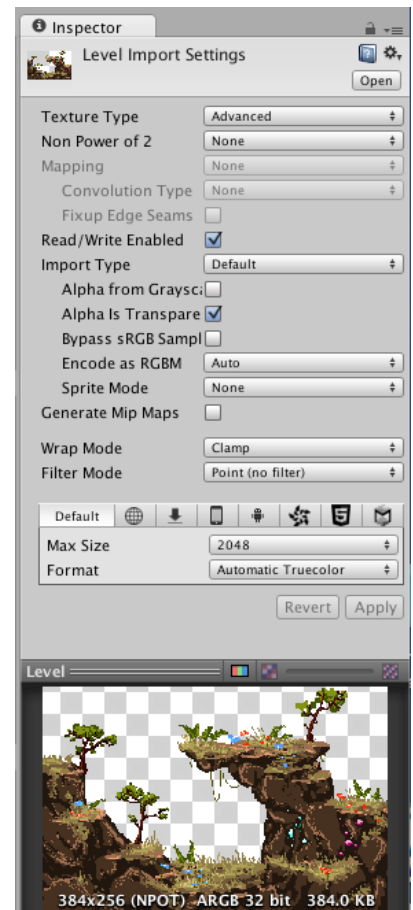 Inspector
Level Import Settings
Open
Texture Type Advanced
Non Power of 2 None
Mapping None
Convolution Type None
Fixup Edge Seams
Read/Write Enabled
Import Type Default
Alpha from Graysca
Alpha Is Transpare
Bypass sRGB Sampl
Encode as RGBM Auto
Sprite Mode None
Generate Mip Maps
Wrap Mode Clamp
Filter Mode Point (no filter)
Default
Max Size 2048
Format Automatic Truecolor
Revert Apply
Level
384x256 (NPOT) ARGB 32 bit 384.0 KB